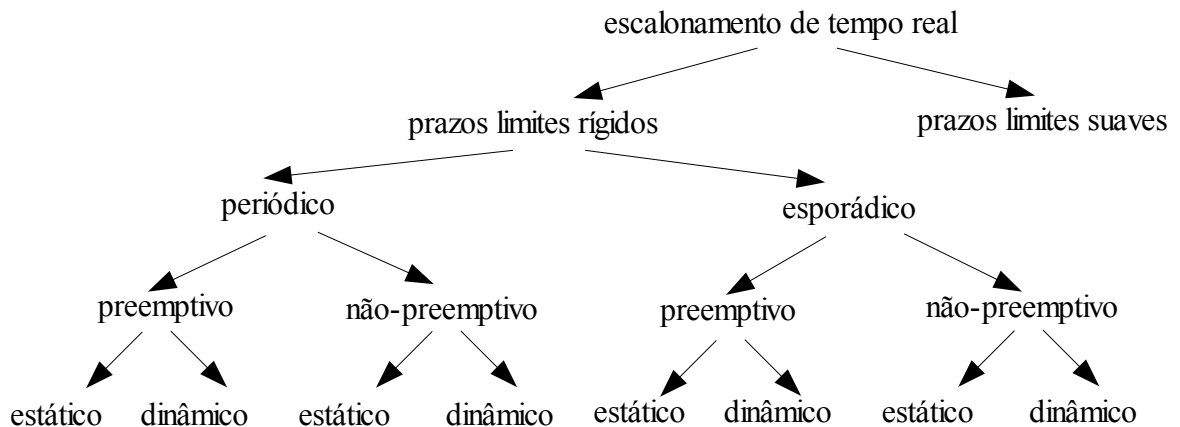 escalonamento de tempo real
prazos limites rígidos
prazos limites suaves
periódico
esporádico
preemptivo
não-preemptivo
preemptivo
não-preemptivo
estático
dinâmico
estático
dinâmico
estático
dinâmico
estático
dinâmico